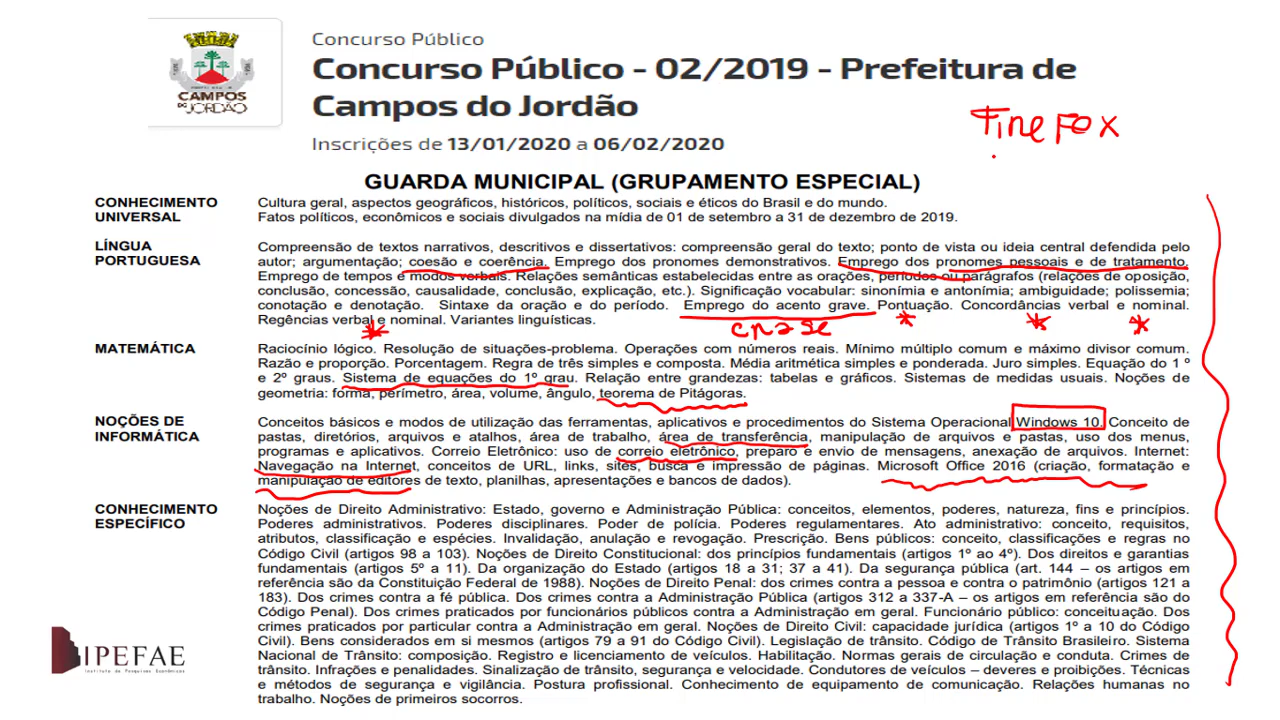 Concurso Público
Concurso Público - 02/2019 - Prefeitura de
Campos do Jordão
Inscrições de 13/01/2020 a 06/02/2020
CAMPOS
DO JORDÃO
FireFox
GUARDA MUNICIPAL (GRUPAMENTO ESPECIAL)
CONHECIMENTO UNIVERSAL
Cultura geral, aspectos geográficos, históricos, políticos, sociais e éticos do Brasil e do mundo.
Fatos políticos, econômicos e sociais divulgados na mídia de 01 de setembro a 31 de dezembro de 2019.
LÍNGUA PORTUGUESA
Compreensão de textos narrativos, descritivos e dissertativos: compreensão geral do texto; ponto de vista ou ideia central defendida pelo
autor; argumentação; coesão e coerência. Emprego dos pronomes demonstrativos. Emprego dos pronomes pessoais e de tratamento.
Emprego de tempos e modos verbais. Relações semânticas estabelecidas entre as orações, períodos ou parágrafos (relações de oposição,
conclusão, concessão, causalidade, conclusão, explicação, etc.). Significação vocabular: sinonímia e antonímia; ambiguidade; polissemia;
conotação e denotação. Sintaxe da oração e do período. Emprego do acento grave. Pontuação. Concordâncias verbal e nominal.
Regências verbal e nominal. Variantes linguísticas.
crase
MATEMÁTICA
Raciocínio lógico. Resolução de situações-problema. Operações com números reais. Mínimo múltiplo comum e máximo divisor comum.
Razão e proporção. Porcentagem. Regra de três simples e composta. Média aritmética simples e ponderada. Juro simples. Equação do 1 º
e 2º graus. Sistema de equações do 1º grau. Relação entre grandezas: tabelas e gráficos. Sistemas de medidas usuais. Noções de
geometria: forma, perímetro, área, volume, ângulo, teorema de Pitágoras.
NOÇÕES DE INFORMÁTICA
Conceitos básicos e modos de utilização das ferramentas, aplicativos e procedimentos do Sistema Operacional Windows 10. Conceito de
pastas, diretórios, arquivos e atalhos, área de trabalho, área de transferência, manipulação de arquivos e pastas, uso dos menus,
programas e aplicativos. Correio Eletrônico: uso de correio eletrônico, preparo e envio de mensagens, anexação de arquivos. Internet:
Navegação na Internet, conceitos de URL, links, sites, busca e impressão de páginas. Microsoft Office 2016 (criação, formatação e
manipulação de editores de texto, planilhas, apresentações e bancos de dados).
CONHECIMENTO ESPECÍFICO
Noções de Direito Administrativo: Estado, governo e Administração Pública: conceitos, elementos, poderes, natureza, fins e princípios.
Poderes administrativos. Poderes disciplinares. Poder de polícia. Poderes regulamentares. Ato administrativo: conceito, requisitos,
atributos, classificação e espécies. Invalidação, anulação e revogação. Prescrição. Bens públicos: conceito, classificações e regras no
Código Civil (artigos 98 a 103). Noções de Direito Constitucional: dos princípios fundamentais (artigos 1º ao 4º). Dos direitos e garantias
fundamentais (artigos 5º a 11). Da organização do Estado (artigos 18 a 31; 37 a 41). Da segurança pública (art. 144 – os artigos em
referência são da Constituição Federal de 1988). Noções de Direito Penal: dos crimes contra a pessoa e contra o patrimônio (artigos 121 a
183). Dos crimes contra a fé pública. Dos crimes contra a Administração Pública (artigos 312 a 337-A – os artigos em referência são do
Código Penal). Dos crimes praticados por funcionários públicos contra a Administração em geral. Funcionário público: conceituação. Dos
crimes praticados por particular contra a Administração em geral. Noções de Direito Civil: capacidade jurídica (artigos 1º a 10 do Código
Civil). Bens considerados em si mesmos (artigos 79 a 91 do Código Civil). Legislação de trânsito. Código de Trânsito Brasileiro. Sistema
Nacional de Trânsito: composição. Registro e licenciamento de veículos. Habilitação. Normas gerais de circulação e conduta. Crimes de
trânsito. Infrações e penalidades. Sinalização de trânsito, segurança e velocidade. Condutores de veículos – deveres e proibições. Técnicas
e métodos de segurança e vigilância. Postura profissional. Conhecimento de equipamento de comunicação. Relações humanas no
trabalho. Noções de primeiros socorros.
IPEFAE
Instituto de Pesquisas Econômicas